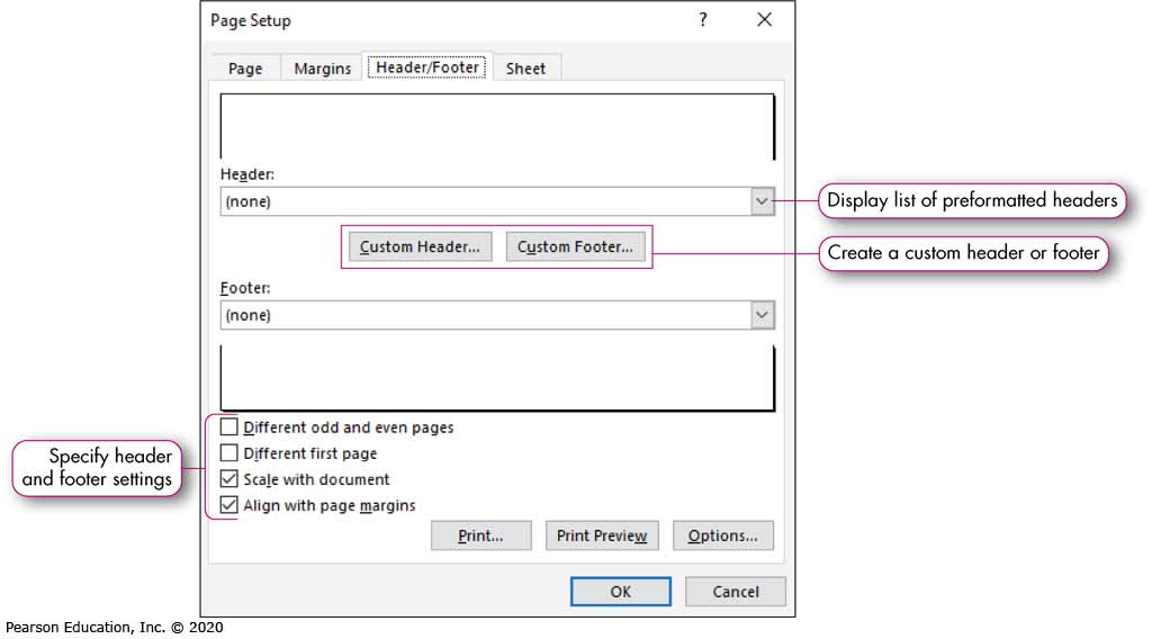 Page Setup
?
Page
Margins
Header/Footer
Sheet
Header:
(none)
Display list of preformatted headers
Custom Header...
Custom Footer...
Create a custom header or footer
Footer:
(none)
Different odd and even pages
Different first page
Scale with document
Align with page margins
Specify header
and footer settings
Print...
Print Preview
Options...
OK
Cancel
Pearson Education, Inc. © 2020